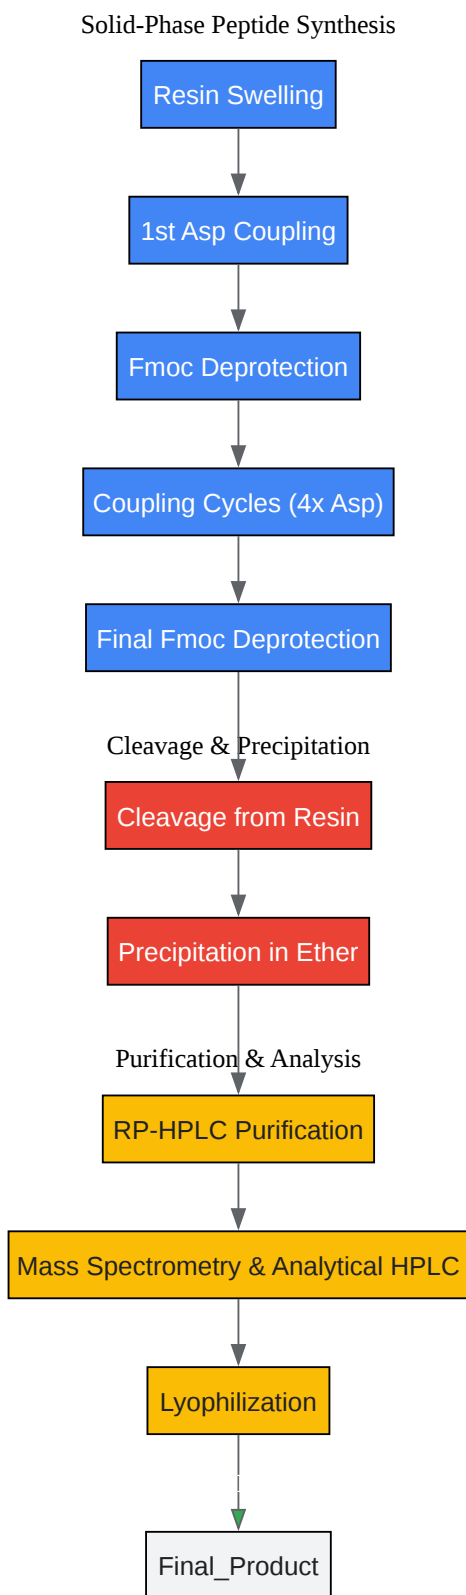 Solid-Phase Peptide Synthesis
Resin Swelling
1st Asp Coupling
Fmoc Deprotection
Coupling Cycles (4x Asp)
Final Fmoc Deprotection
Cleavage & Precipitation
Cleavage from Resin
Precipitation in Ether
Purification & Analysis
RP-HPLC Purification
Mass Spectrometry & Analytical HPLC
Lyophilization
Final_Product